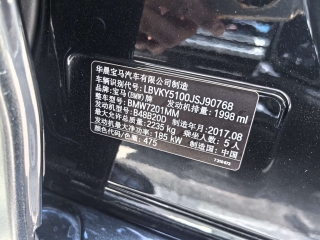 华晨宝马汽车有限公司制造
车辆识别代号: LBVKY5100JSJ90768
品牌: 宝马(BMW)牌 发动机排量: 1998 ml
整车型号: BMW7201MM
发动机型号: B48B20D 制造年月: 2017.08
最大允许总质量: 2235 kg 乘坐人数: 5 人
发动机最大净功率: 185 kW 制造国: 中国
颜色代码/色号: 475